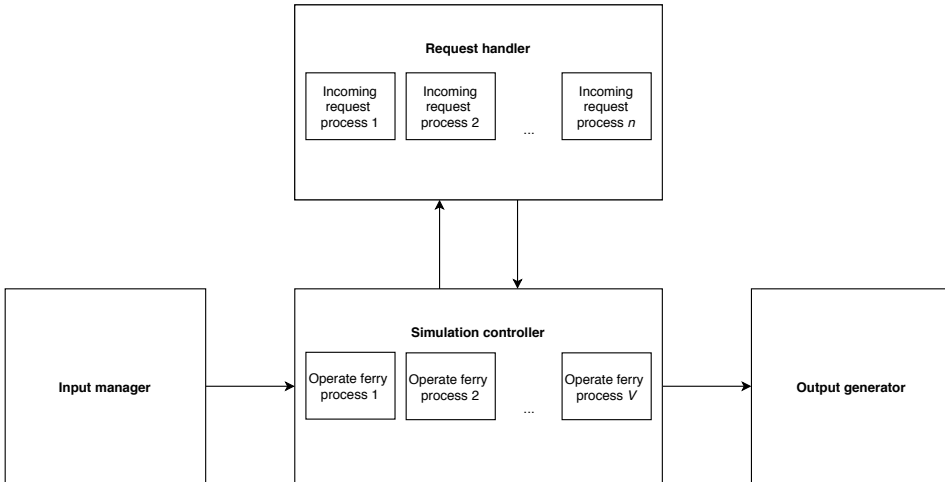 Request handler
Incoming
request
process 1
Incoming
request
process 2
...
Incoming
request
process n
Simulation controller
Operate ferry
process 1
Operate ferry
process 2
...
Operate ferry
process V
Input manager
Output generator